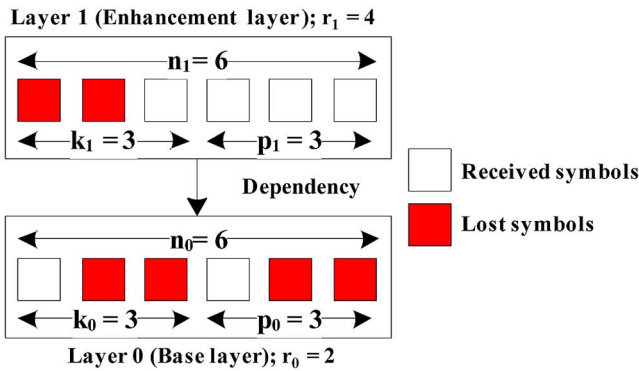 Layer 1 (Enhancement layer); r₁ = 4
n₁ = 6
k₁ = 3
p₁ = 3
Dependency
Received symbols
Lost symbols
n₀ = 6
k₀ = 3
p₀ = 3
Layer 0 (Base layer); r₀ = 2